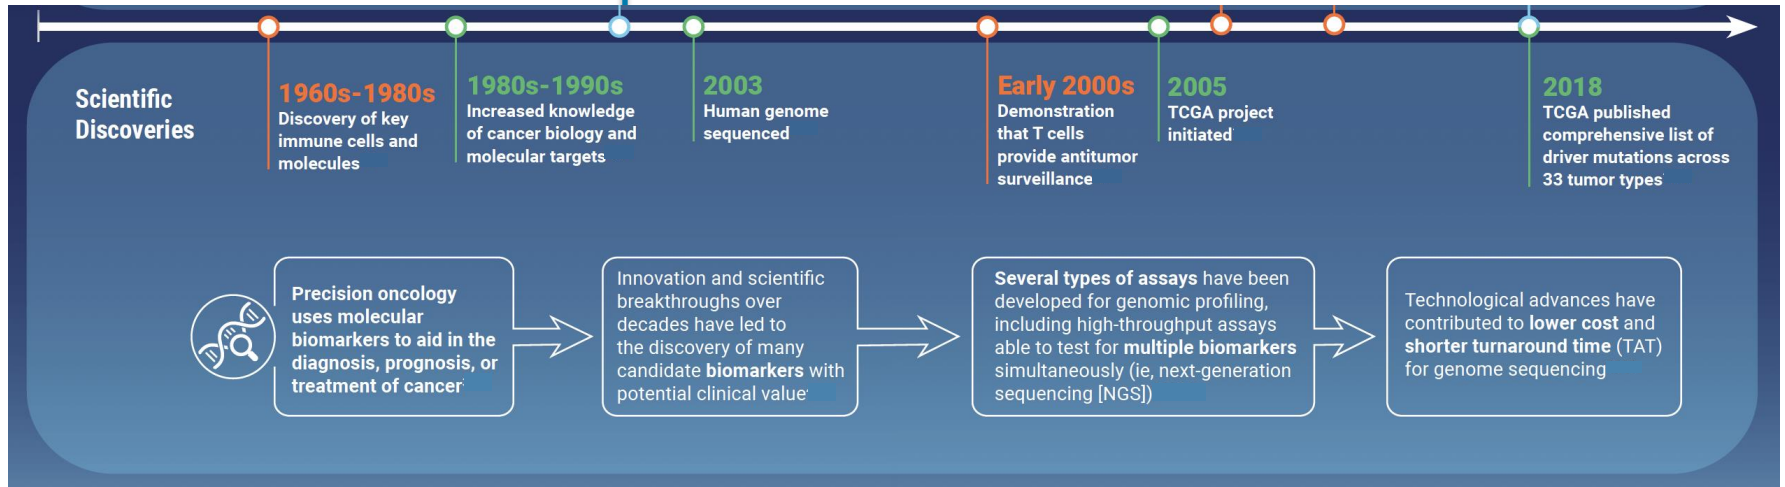 Scientific
Discoveries
1960s-1980s
Discovery of key
immune cells and
molecules
1980s-1990s
Increased knowledge
of cancer biology and
molecular targets
2003
Human genome
sequenced
Early 2000s
Demonstration
that T cells
provide antitumor
surveillance
2005
TCGA project
initiated
2018
TCGA published
comprehensive list of
driver mutations across
33 tumor types
Precision oncology
uses molecular
biomarkers to aid in the
diagnosis, prognosis, or
treatment of cancer
Innovation and scientific
breakthroughs over
decades have led to
the discovery of many
candidate biomarkers with
potential clinical value
Several types of assays have been
developed for genomic profiling,
including high-throughput assays
able to test for multiple biomarkers
simultaneously (ie, next-generation
sequencing [NGS])
Technological advances have
contributed to lower cost and
shorter turnaround time (TAT)
for genome sequencing